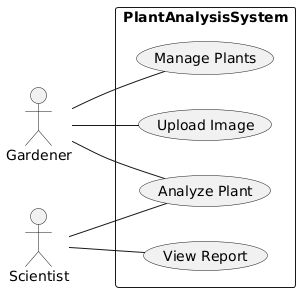 PlantAnalysisSystem
Manage Plants
Upload Image
Gardener
Analyze Plant
View Report
Scientist